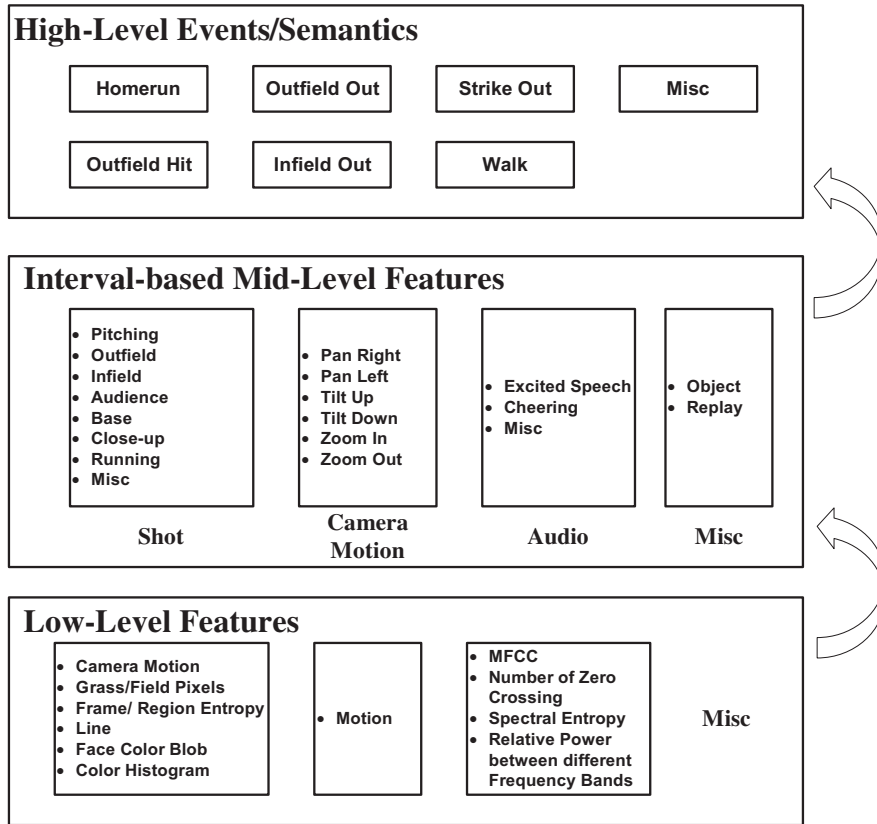 High-Level Events/Semantics
Homerun
Outfield Out
Strike Out
Misc
Outfield Hit
Infield Out
Walk
Interval-based Mid-Level Features
• Pitching
• Outfield
• Infield
• Audience
• Base
• Close-up
• Running
• Misc
Shot
• Pan Right
• Pan Left
• Tilt Up
• Tilt Down
• Zoom In
• Zoom Out
Camera
Motion
• Excited Speech
• Cheering
• Misc
Audio
• Object
• Replay
Misc
Low-Level Features
• Camera Motion
• Grass/Field Pixels
• Frame/ Region Entropy
• Line
• Face Color Blob
• Color Histogram
• Motion
• MFCC
• Number of Zero
Crossing
• Spectral Entropy
• Relative Power
between different
Frequency Bands
Misc